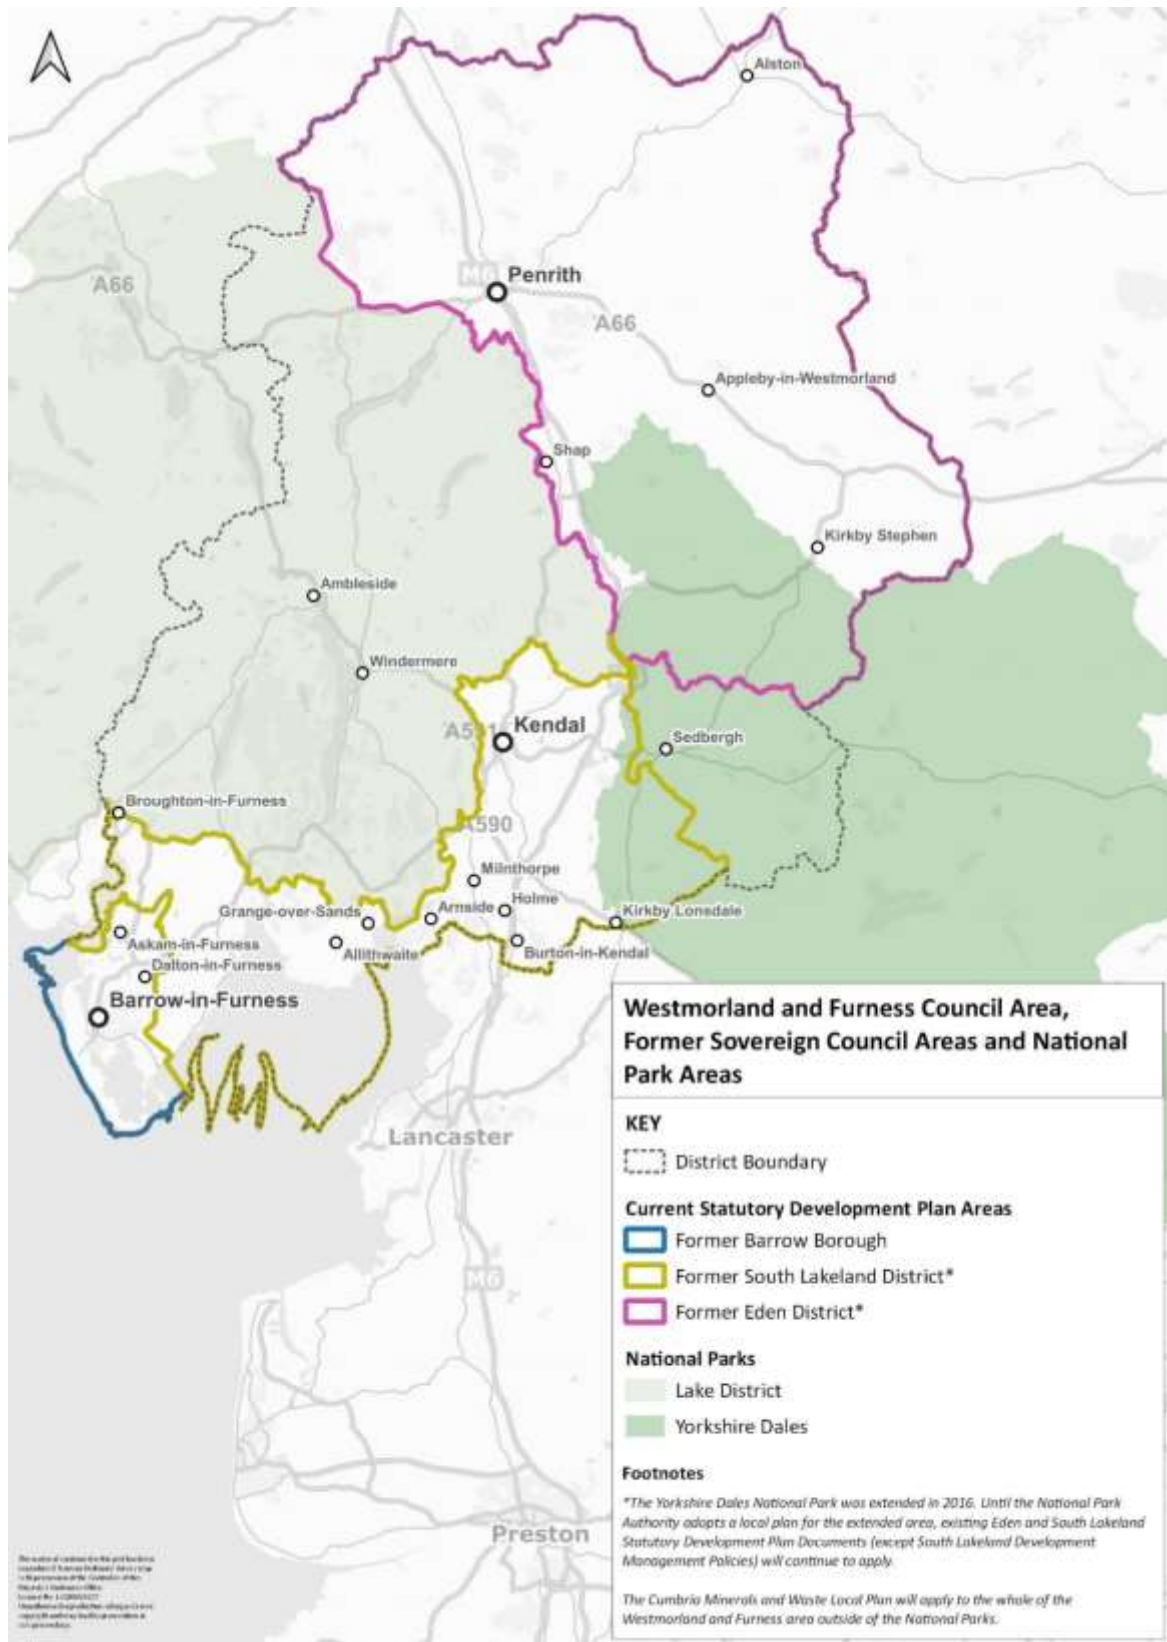 Alston
M6
Penrith
A66
A66
Appleby-in-Westmorland
Shap
Kirkby Stephen
Ambleside
Windermere
Kendal
Sedbergh
Broughton-in-Furness
A590
Milnthorpe
Holme
Grange-over-Sands
Arnside
Kirkby Lonsdale
Askam-in-Furness
Allithwaite
Burton-in-Kendal
Dalton-in-Furness
Barrow-in-Furness
Lancaster
M6
Preston
Westmorland and Furness Council Area,
Former Sovereign Council Areas and National
Park Areas
KEY
District Boundary
Current Statutory Development Plan Areas
Former Barrow Borough
Former South Lakeland District*
Former Eden District*
National Parks
Lake District
Yorkshire Dales
Footnotes
*The Yorkshire Dales National Park was extended in 2016. Until the National Park
Authority adopts a local plan for the extended area, existing Eden and South Lakeland
Statutory Development Plan Documents (except South Lakeland Development
Management Policies) will continue to apply.
The Cumbria Minerals and Waste Local Plan will apply to the whole of the
Westmorland and Furness area outside of the National Parks.